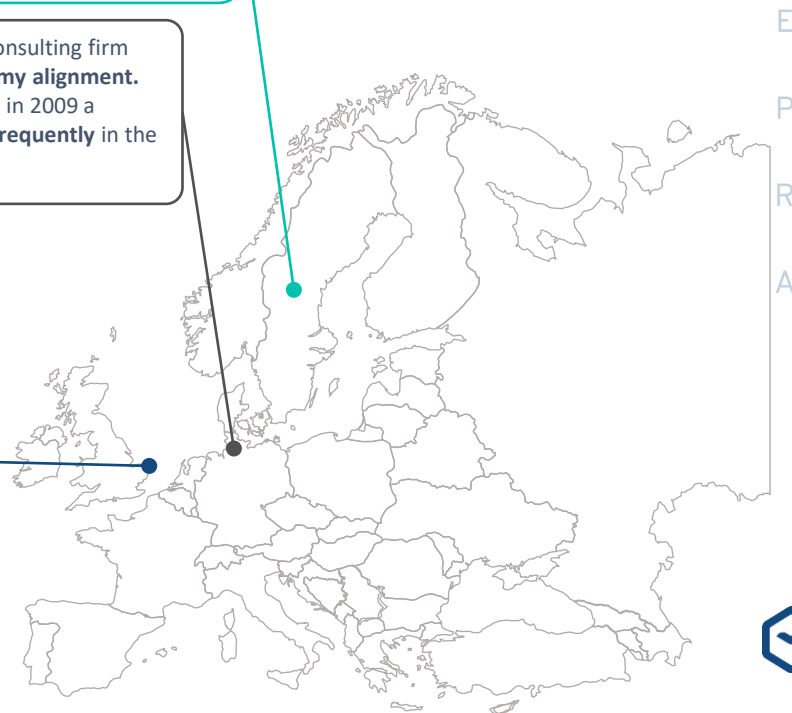 onsulting firm
my alignment.
in 2009 a
requently in the
E
P
R
A